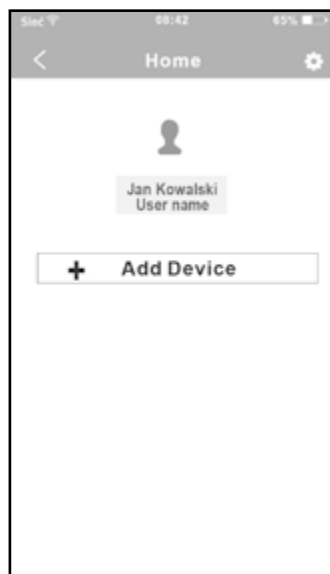 Sieć 08:42 65%
Home
Jan Kowalski
User name
+ Add Device